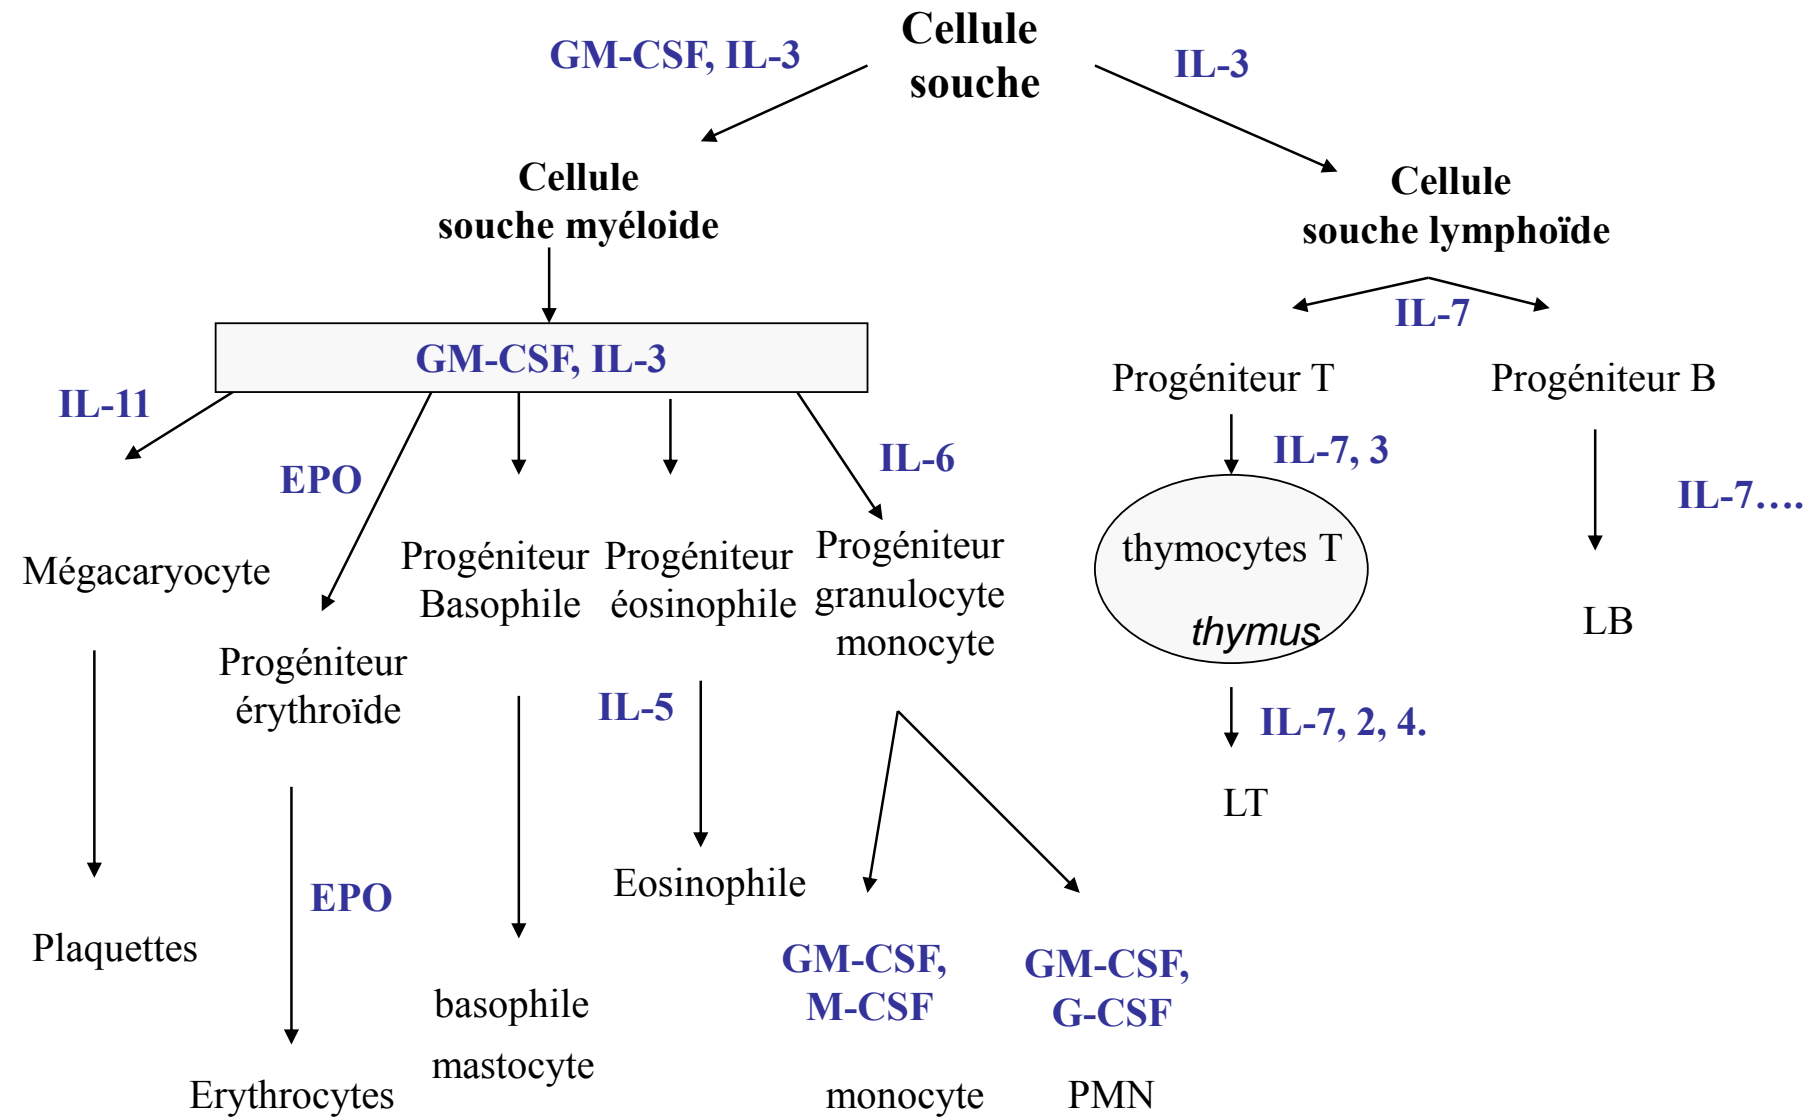 Cellule
souche
GM-CSF, IL-3
IL-3
Cellule
souche myéloide
Cellule
souche lymphoïde
GM-CSF, IL-3
IL-7
IL-11
EPO
IL-6
Progéniteur T
Progéniteur B
IL-7, 3
IL-7....
Mégacaryocyte
Progéniteur
érythroïde
Progéniteur
Basophile
Progéniteur
éosinophile
Progéniteur
granulocyte
monocyte
thymocytes T
thymus
LB
IL-5
IL-7, 2, 4.
LT
EPO
Eosinophile
Plaquettes
Erythrocytes
basophile
mastocyte
GM-CSF,
M-CSF
monocyte
GM-CSF,
G-CSF
PMN